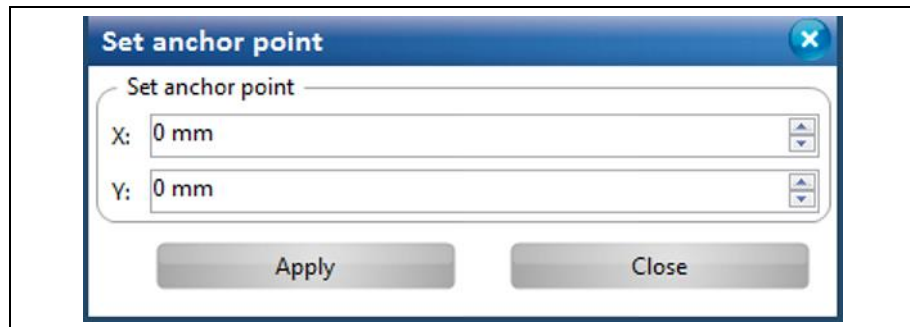 Set anchor point
Set anchor point
X: 0 mm
Y: 0 mm
Apply Close